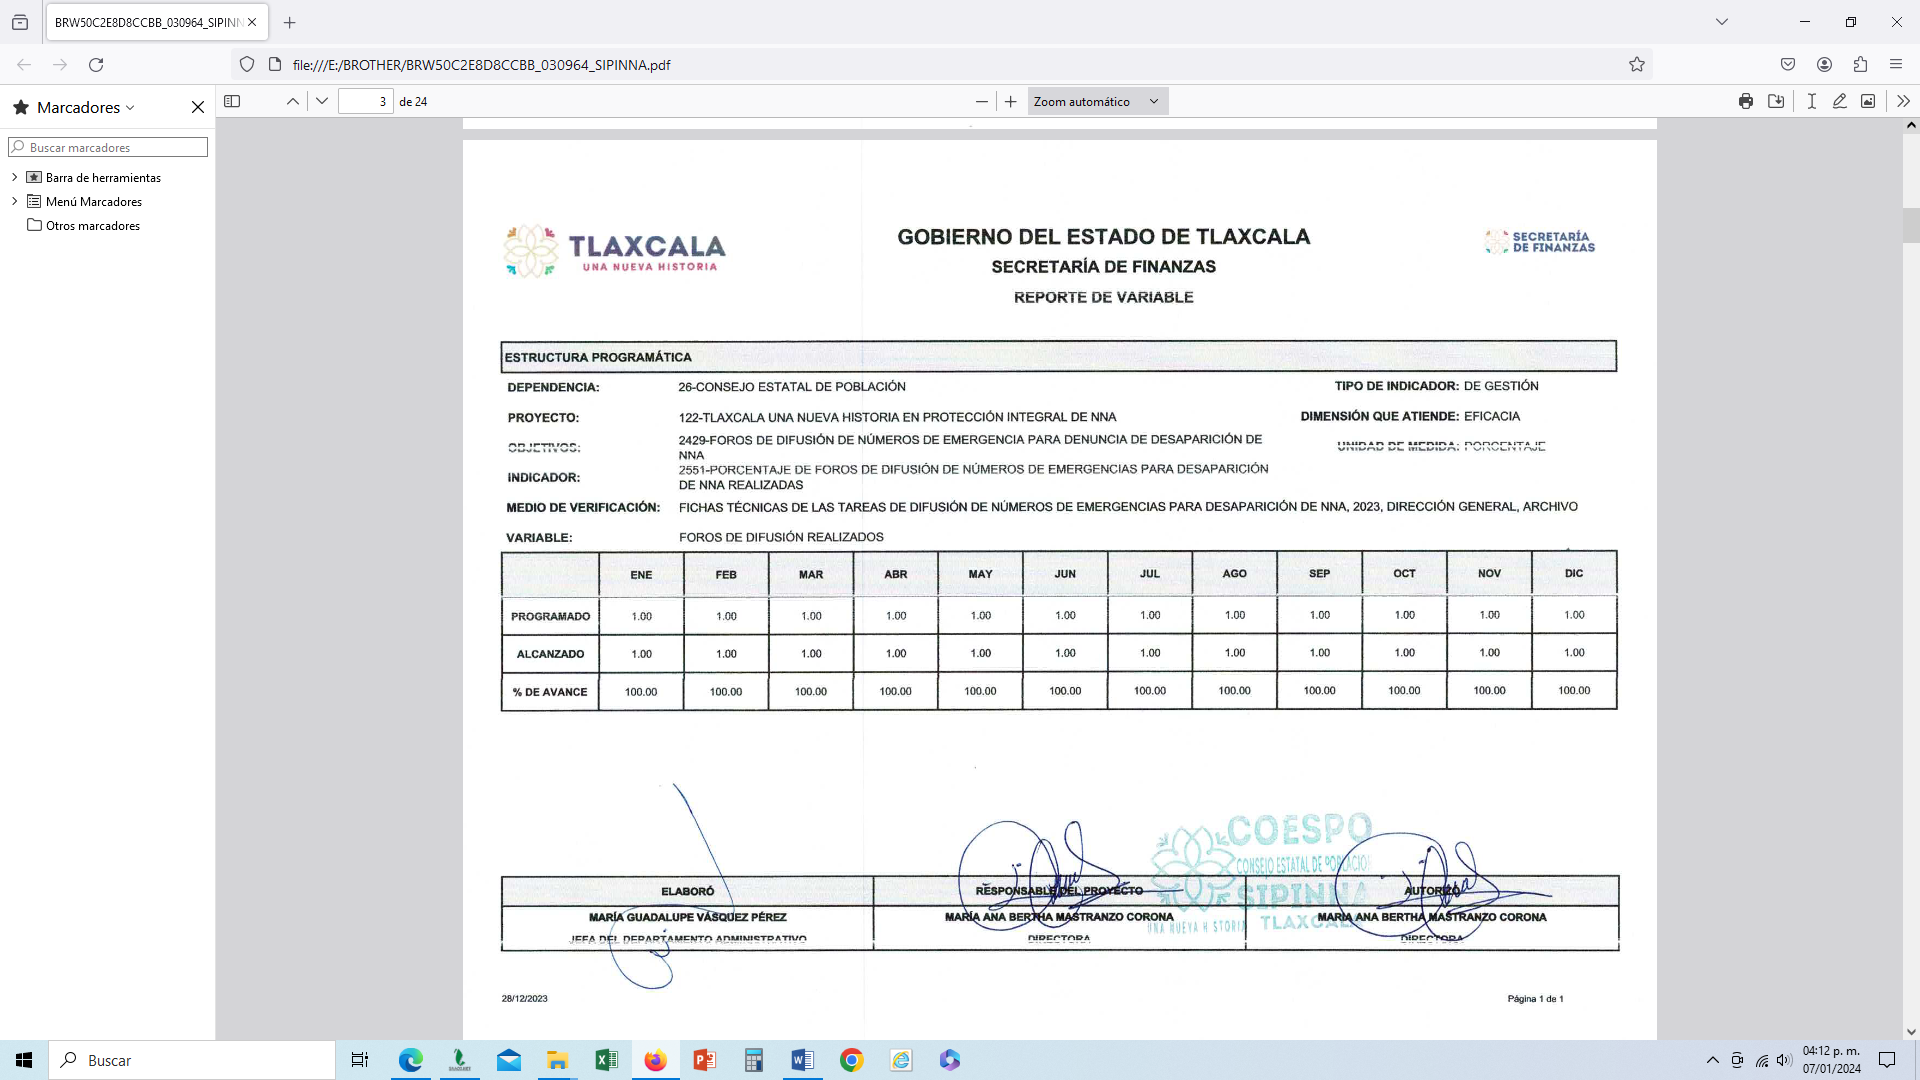 BRW50C2E8D8CCBB_030964_SIPINN
file:///E:/BROTHER/BRW50C2E8D8CCBB_030964_SIPINNA.pdf
Marcadores
3 de 24
Zoom automático
Buscar marcadores
Barra de herramientas
Menú Marcadores
Otros marcadores
TLAXCALA
UNA NUEVA HISTORIA
GOBIERNO DEL ESTADO DE TLAXCALA
SECRETARÍA DE FINANZAS
REPORTE DE VARIABLE
SECRETARÍA
DE FINANZAS
ESTRUCTURA PROGRAMÁTICA
DEPENDENCIA: 26-CONSEJO ESTATAL DE POBLACIÓN TIPO DE INDICADOR: DE GESTIÓN
PROYECTO: 122-TLAXCALA UNA NUEVA HISTORIA EN PROTECCIÓN INTEGRAL DE NNA DIMENSIÓN QUE ATIENDE: EFICACIA
OBJETIVOS: 2429-FOROS DE DIFUSIÓN DE NÚMEROS DE EMERGENCIA PARA DENUNCIA DE DESAPARICIÓN DE
NNA UNIDAD DE MEDIDA: PORCENTAJE
INDICADOR: 2551-PORCENTAJE DE FOROS DE DIFUSIÓN DE NÚMEROS DE EMERGENCIAS PARA DESAPARICIÓN
DE NNA REALIZADAS
MEDIO DE VERIFICACIÓN: FICHAS TÉCNICAS DE LAS TAREAS DE DIFUSIÓN DE NÚMEROS DE EMERGENCIAS PARA DESAPARICIÓN DE NNA, 2023, DIRECCIÓN GENERAL, ARCHIVO
VARIABLE: FOROS DE DIFUSIÓN REALIZADOS
ENE FEB MAR ABR MAY JUN JUL AGO SEP OCT NOV DIC
PROGRAMADO 1.00 1.00 1.00 1.00 1.00 1.00 1.00 1.00 1.00 1.00 1.00 1.00
ALCANZADO 1.00 1.00 1.00 1.00 1.00 1.00 1.00 1.00 1.00 1.00 1.00 1.00
% DE AVANCE 100.00 100.00 100.00 100.00 100.00 100.00 100.00 100.00 100.00 100.00 100.00 100.00
COESPO
CONSEJO ESTATAL DE POBLACIÓN
SIPINNA
TLAXCALA
UNA NUEVA HISTORIA
ELABORÓ RESPONSABLE DEL PROYECTO AUTORIZÓ
MARÍA GUADALUPE VÁSQUEZ PÉREZ MARÍA ANA BERTHA MASTRANZO CORONA MARÍA ANA BERTHA MASTRANZO CORONA
JEFA DEL DEPARTAMENTO ADMINISTRATIVO DIRECTORA DIRECTORA
28/12/2023 Página 1 de 1
Buscar
04:12 p. m.
07/01/2024